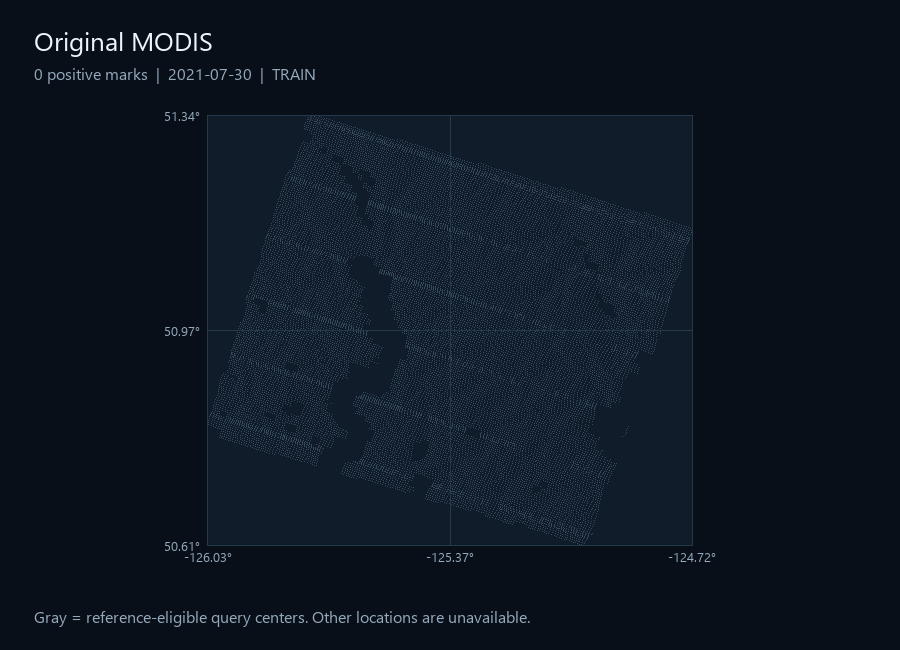 Original MODIS
0 positive marks | 2021-07-30 | TRAIN
51.34°
50.97°
50.61°
-126.03°
-125.37°
-124.72°
Gray = reference-eligible query centers. Other locations are unavailable.